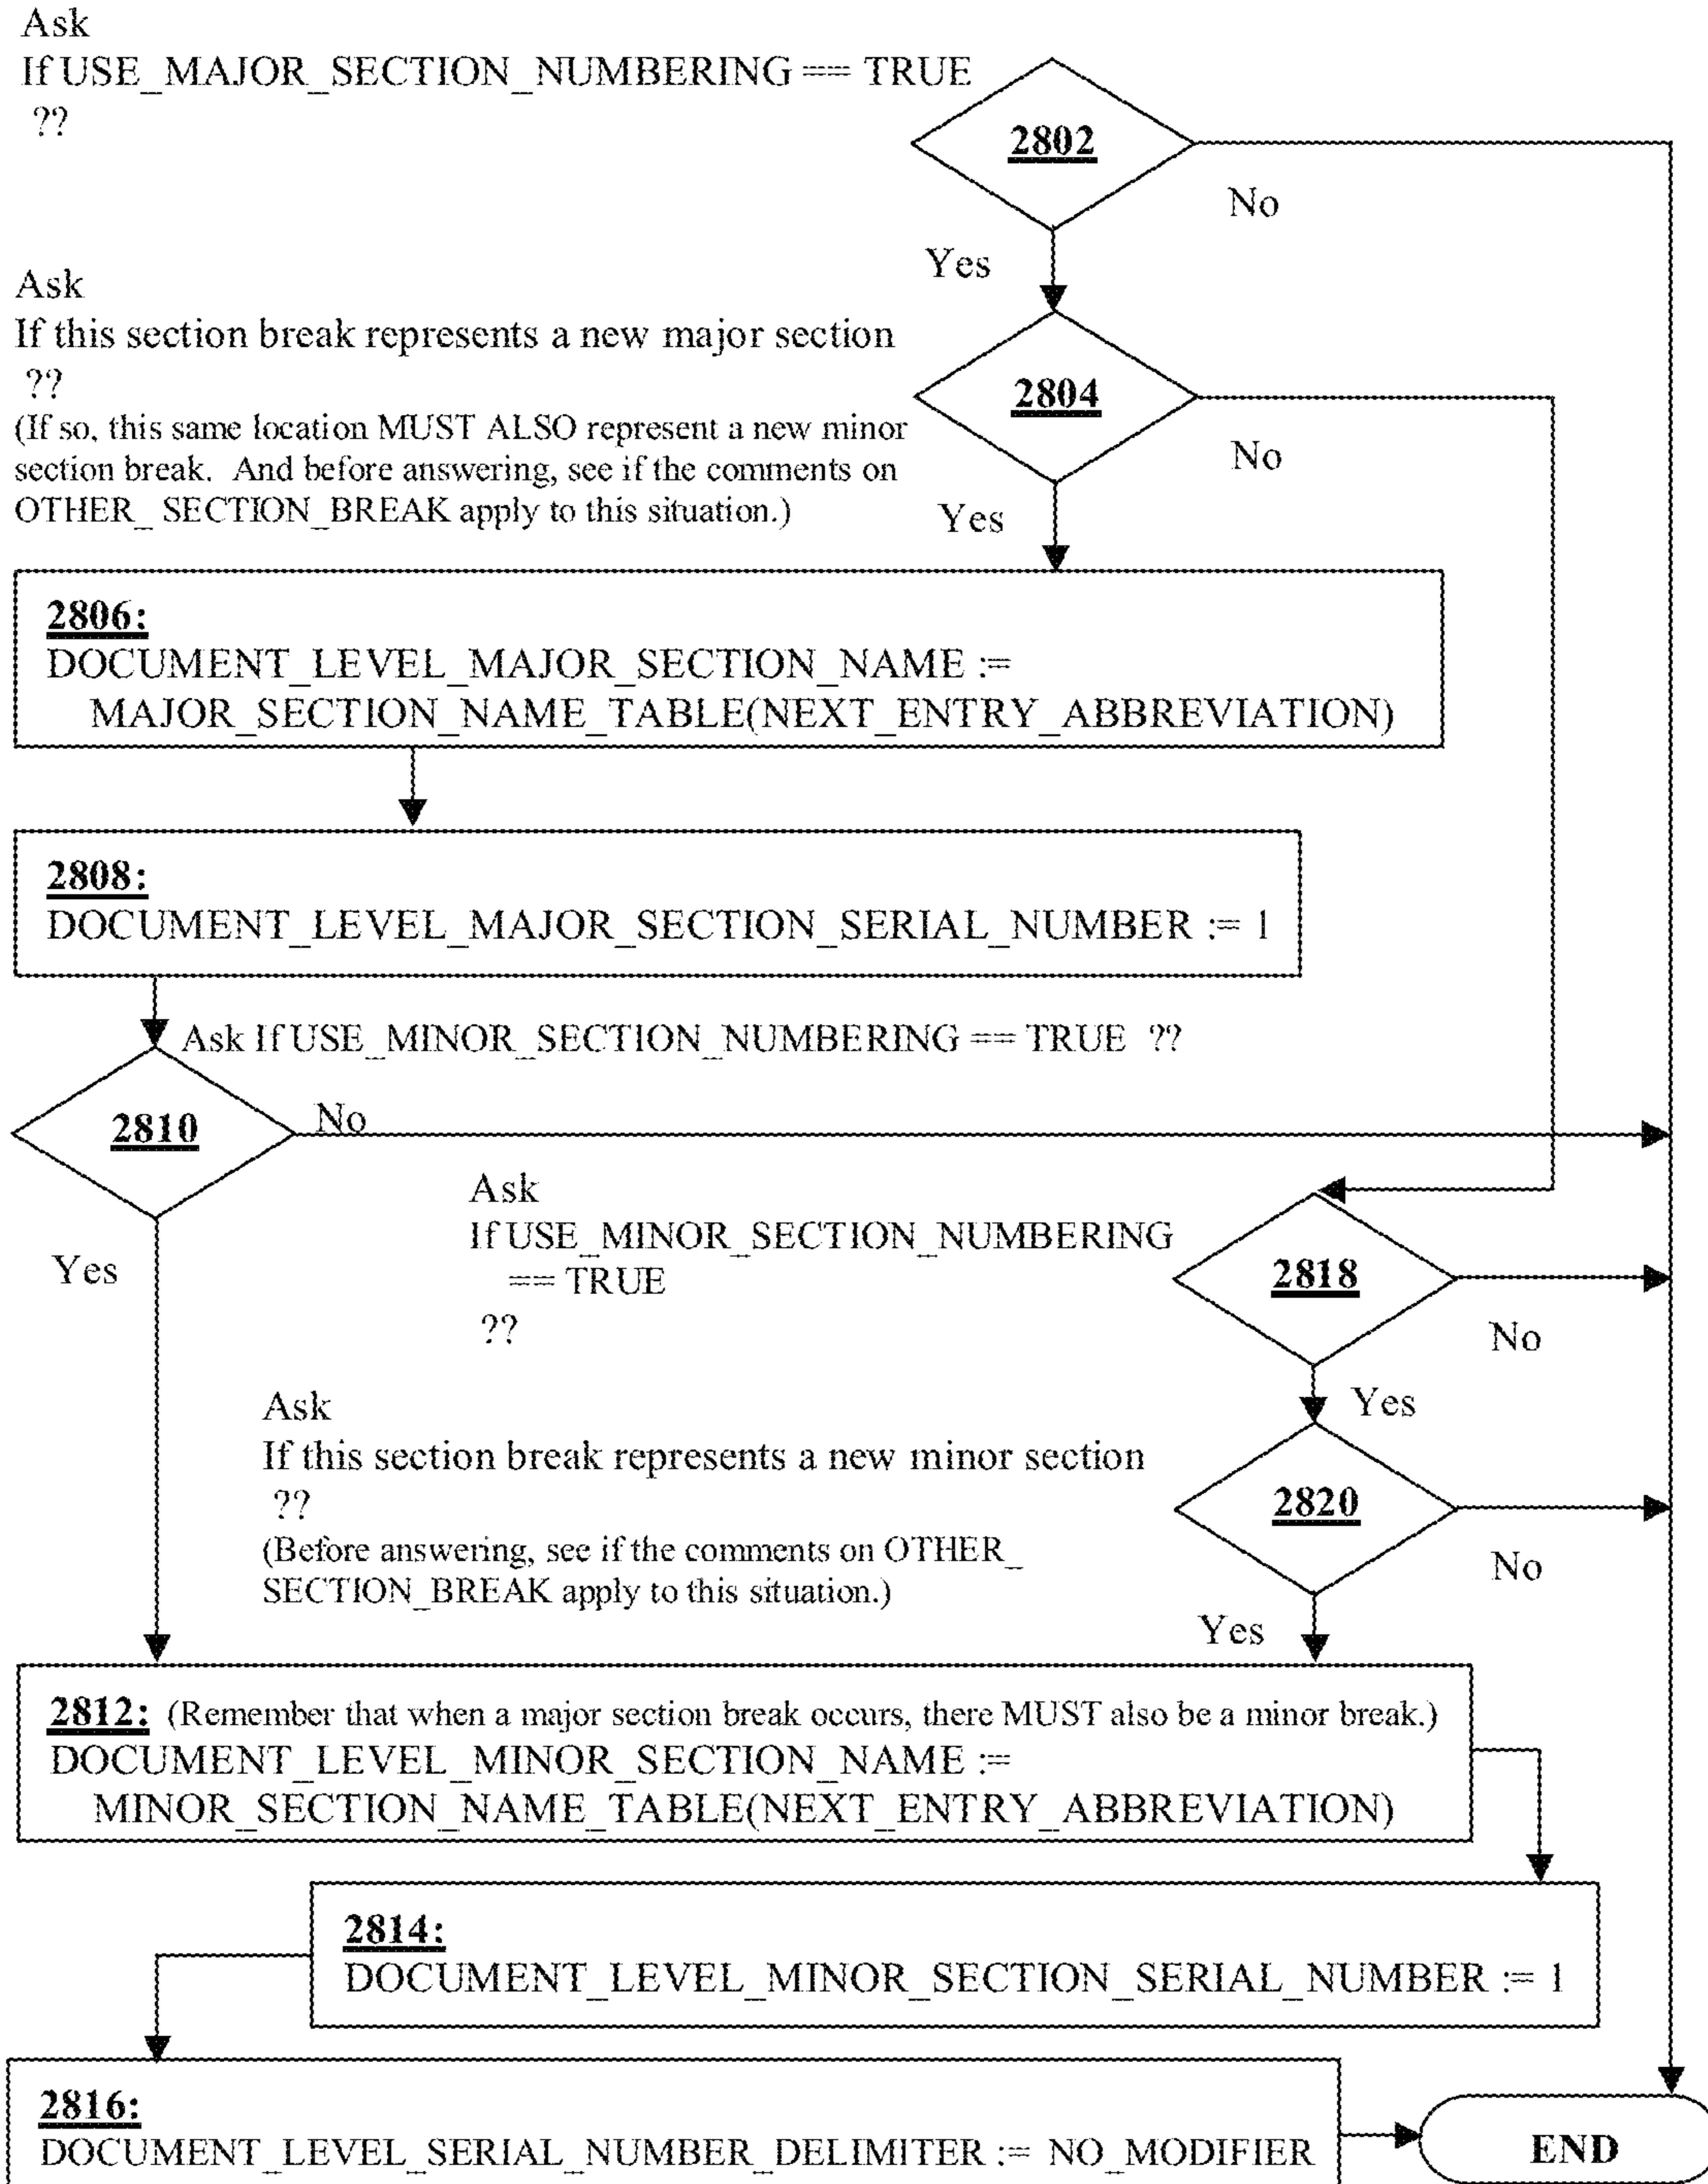 Ask
If USE_MAJOR_SECTION_NUMBERING == TRUE
??
2802
No
Yes
Ask
If this section break represents a new major section
??
(If so, this same location MUST ALSO represent a new minor
section break. And before answering, see if the comments on
OTHER_ SECTION_BREAK apply to this situation.)
2804
No
Yes
2806:
DOCUMENT_LEVEL_MAJOR_SECTION_NAME :=
MAJOR_SECTION_NAME_TABLE(NEXT_ENTRY_ABBREVIATION)
2808:
DOCUMENT_LEVEL_MAJOR_SECTION_SERIAL_NUMBER := 1
Ask If USE_MINOR_SECTION_NUMBERING == TRUE ??
2810
No
Yes
Ask
If USE_MINOR_SECTION_NUMBERING
== TRUE
??
2818
No
Yes
Ask
If this section break represents a new minor section
??
(Before answering, see if the comments on OTHER_
SECTION_BREAK apply to this situation.)
2820
No
Yes
2812: (Remember that when a major section break occurs, there MUST also be a minor break.)
DOCUMENT_LEVEL_MINOR_SECTION_NAME :=
MINOR_SECTION_NAME_TABLE(NEXT_ENTRY_ABBREVIATION)
2814:
DOCUMENT_LEVEL_MINOR_SECTION_SERIAL_NUMBER := 1
2816:
DOCUMENT_LEVEL_SERIAL_NUMBER_DELIMITER := NO_MODIFIER
END